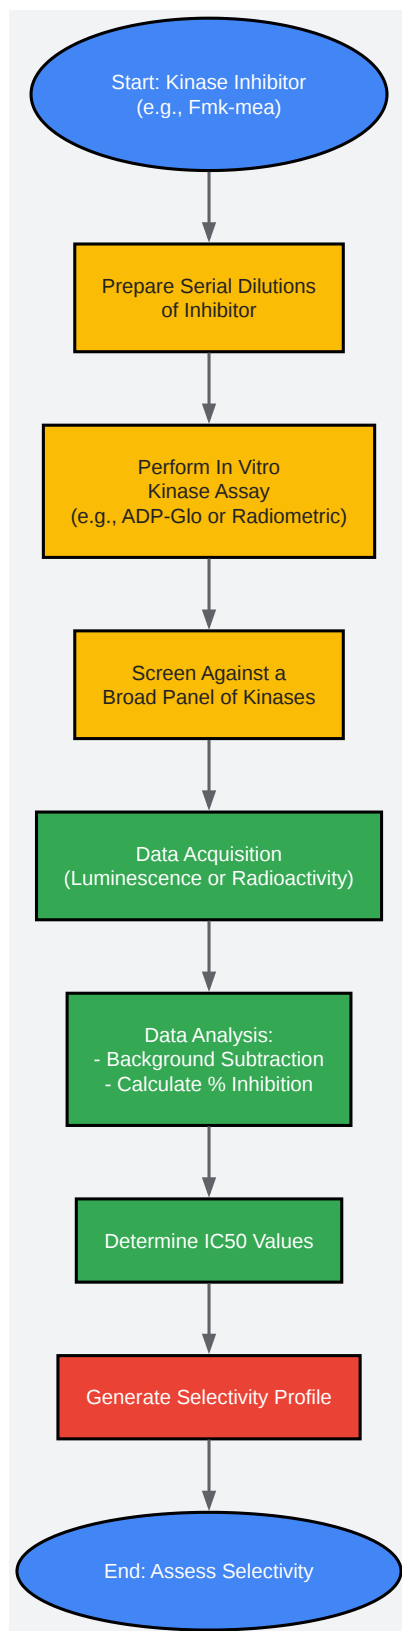 Start: Kinase Inhibitor
(e.g., Fmk-mea)
Prepare Serial Dilutions
of Inhibitor
Perform In Vitro
Kinase Assay
(e.g., ADP-Glo or Radiometric)
Screen Against a
Broad Panel of Kinases
Data Acquisition
(Luminescence or Radioactivity)
Data Analysis:
- Background Subtraction
- Calculate % Inhibition
Determine IC50 Values
Generate Selectivity Profile
End: Assess Selectivity